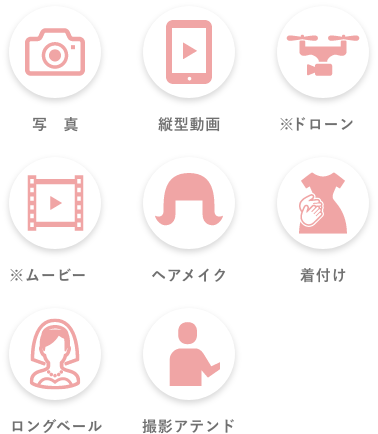 写　真
縦型動画
※ドローン
※ムービー
ヘアメイク
着付け
ロングベール
撮影アテンド